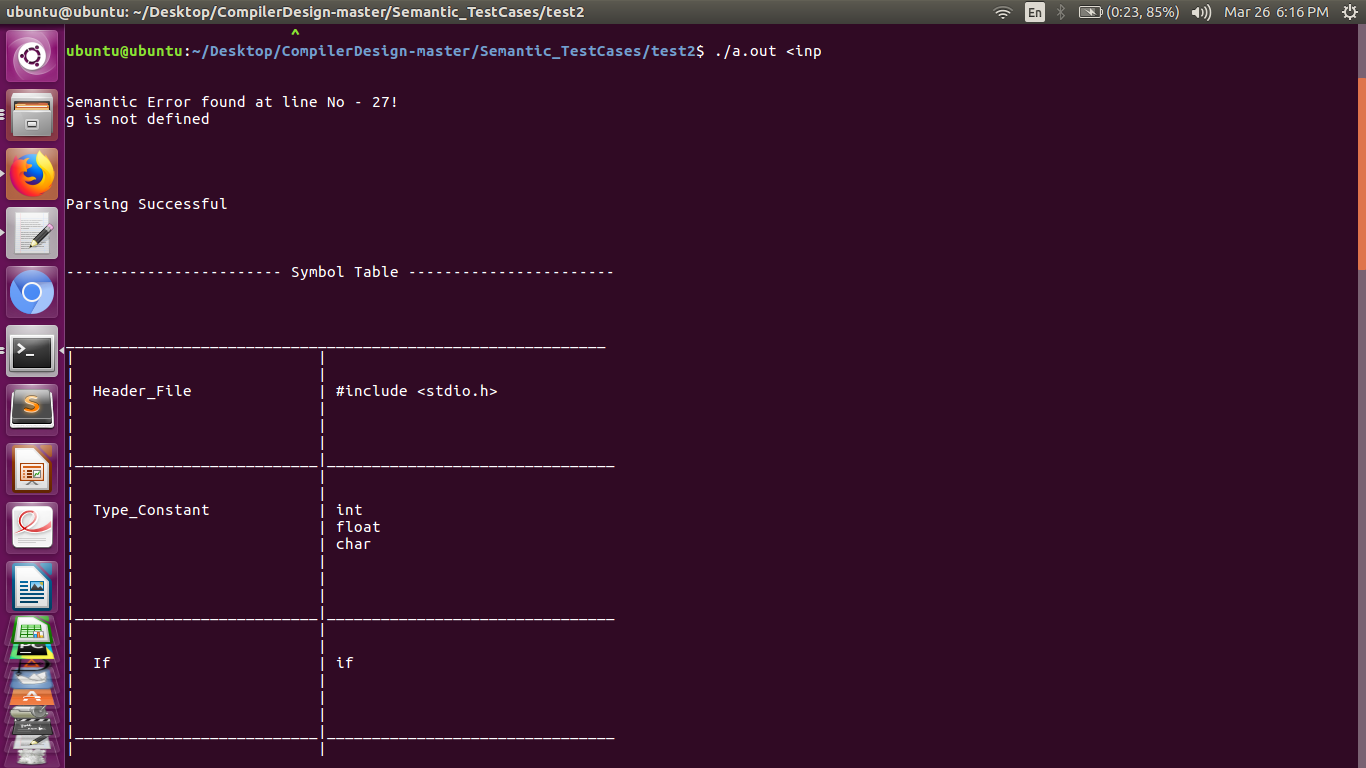 ubuntu@ubuntu: ~/Desktop/CompilerDesign-master/Semantic_TestCases/test2
En
(0:23, 85%)
Mar 26 6:16 PM
^
ubuntu@ubuntu:~/Desktop/CompilerDesign-master/Semantic_TestCases/test2$ ./a.out <inp
Semantic Error found at line No - 27!
g is not defined
Parsing Successful
------------------------ Symbol Table -----------------------
Header_File | #include <stdio.h>
Type_Constant | int
float
char
If | if